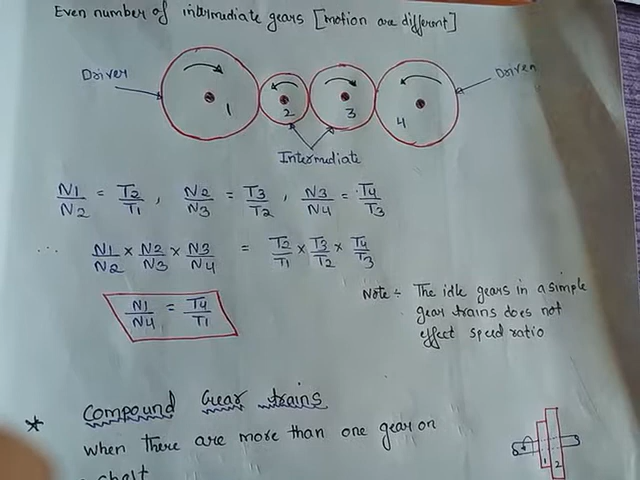 Even number of intermediate gears [motion are different]
Driver
Driven
1
2
3
4
Intermediate
N1/N2 = T2/T1 , N2/N3 = T3/T2 , N3/N4 = T4/T3
∴ N1/N2 × N2/N3 × N3/N4 = T2/T1 × T3/T2 × T4/T3
N1/N4 = T4/T1
Note :- The idle gears in a simple
gear trains does not
effect speed ratio
* Compound Gear trains
when there are more than one gear on
1 2